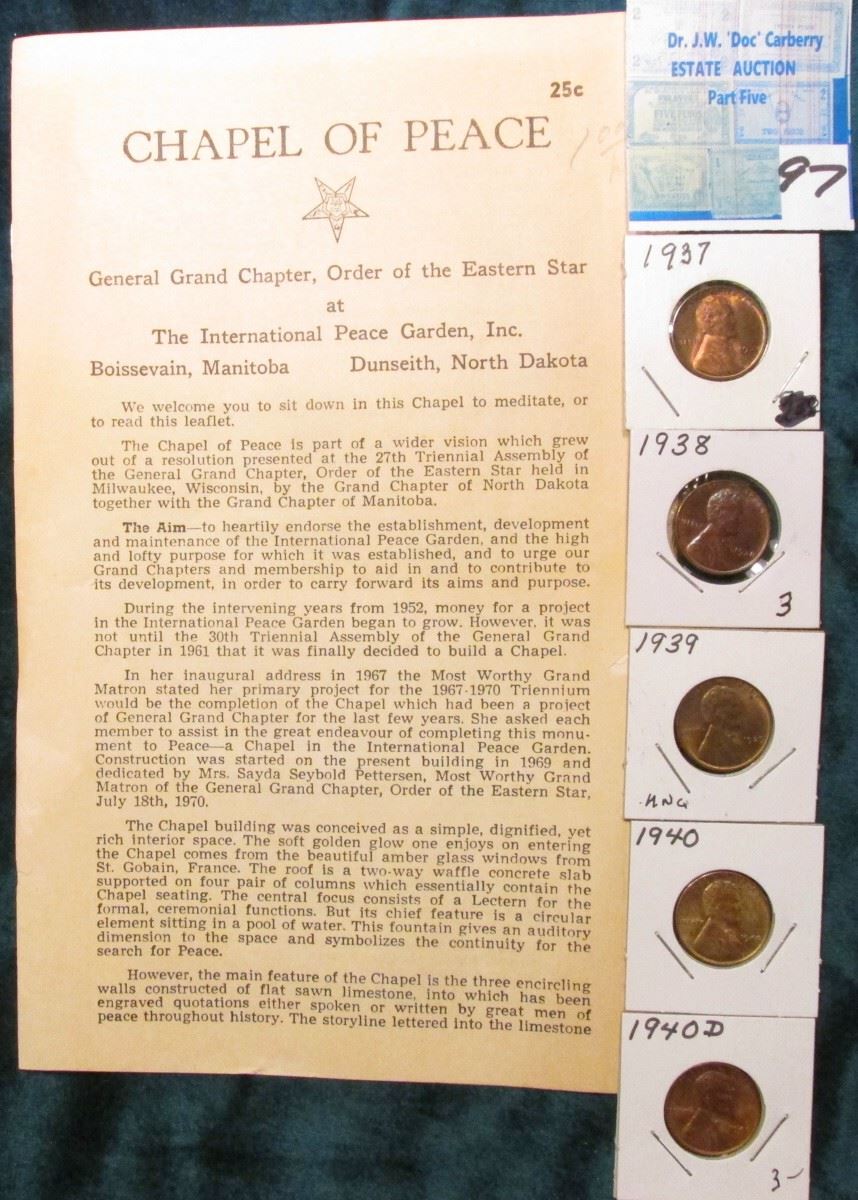 25c
CHAPEL OF PEACE
General Grand Chapter, Order of the Eastern Star
at
The International Peace Garden, Inc.
Boissevain, Manitoba Dunseith, North Dakota
We welcome you to sit down in this Chapel to meditate, or
to read this leaflet.
The Chapel of Peace is part of a wider vision which grew
out of a resolution presented at the 27th Triennial Assembly of
the General Grand Chapter, Order of the Eastern Star held in
Milwaukee, Wisconsin, by the Grand Chapter of North Dakota
together with the Grand Chapter of Manitoba.
The Aim—to heartily endorse the establishment, development
and maintenance of the International Peace Garden, and the high
and lofty purpose for which it was established, and to urge our
Grand Chapters and membership to aid in and to contribute to
its development, in order to carry forward its aims and purpose.
During the intervening years from 1952, money for a project
in the International Peace Garden began to grow. However, it was
not until the 30th Triennial Assembly of the General Grand
Chapter in 1961 that it was finally decided to build a Chapel.
In her inaugural address in 1967 the Most Worthy Grand
Matron stated her primary project for the 1967-1970 Triennium
would be the completion of the Chapel which had been a project
of General Grand Chapter for the last few years. She asked each
member to assist in the great endeavour of completing this monu-
ment to Peace—a Chapel in the International Peace Garden.
Construction was started on the present building in 1969 and
dedicated by Mrs. Sayda Seybold Pettersen, Most Worthy Grand
Matron of the General Grand Chapter, Order of the Eastern Star,
July 18th, 1970.
The Chapel building was conceived as a simple, dignified, yet
rich interior space. The soft golden glow one enjoys on entering
the Chapel comes from the beautiful amber glass windows from
St. Gobain, France. The roof is a two-way waffle concrete slab
supported on four pair of columns which essentially contain the
Chapel seating. The central focus consists of a Lectern for the
formal, ceremonial functions. But its chief feature is a circular
element sitting in a pool of water. This fountain gives an auditory
dimension to the space and symbolizes the continuity for the
search for Peace.
However, the main feature of the Chapel is the three encircling
walls constructed of flat sawn limestone, into which has been
engraved quotations either spoken or written by great men of
peace throughout history. The storyline lettered into the limestone
Dr. J.W. 'Doc' Carberry
ESTATE AUCTION
Part Five
97
1937
1938
3
1939
UNC
1940
1940 D
3-